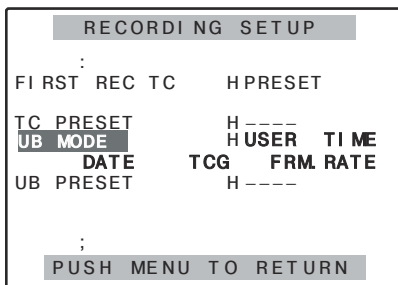 RECORDING SETUP
:
FIRST REC TC H PRESET
TC PRESET H ----
UB MODE H USER TIME
DATE TCG FRM. RATE
UB PRESET H ----
;
PUSH MENU TO RETURN